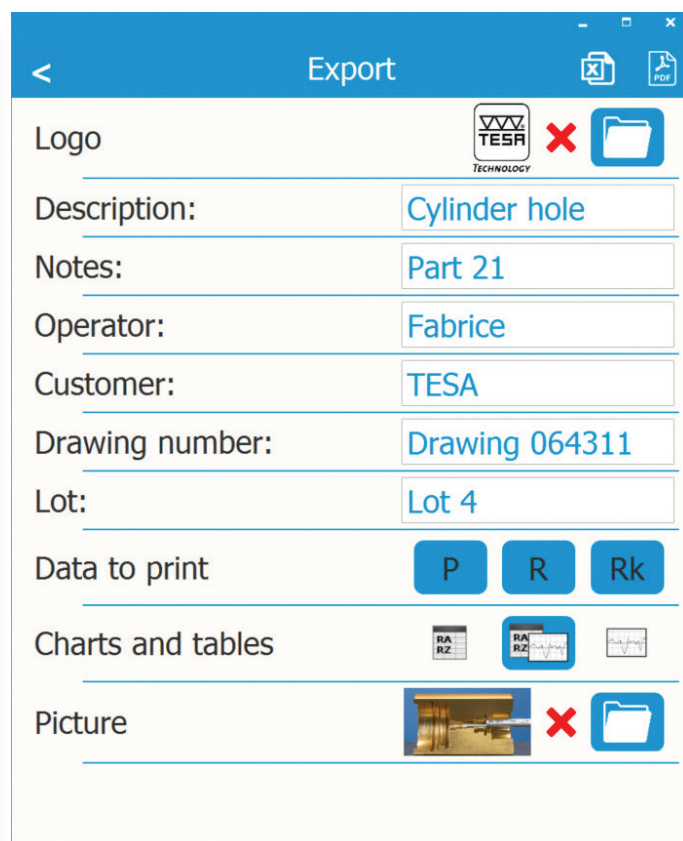 < Export
PDF
Logo
TESA
TECHNOLOGY
Description: Cylinder hole
Notes: Part 21
Operator: Fabrice
Customer: TESA
Drawing number: Drawing 064311
Lot: Lot 4
Data to print P R Rk
Charts and tables
RA
RZ
RA
RZ
Picture